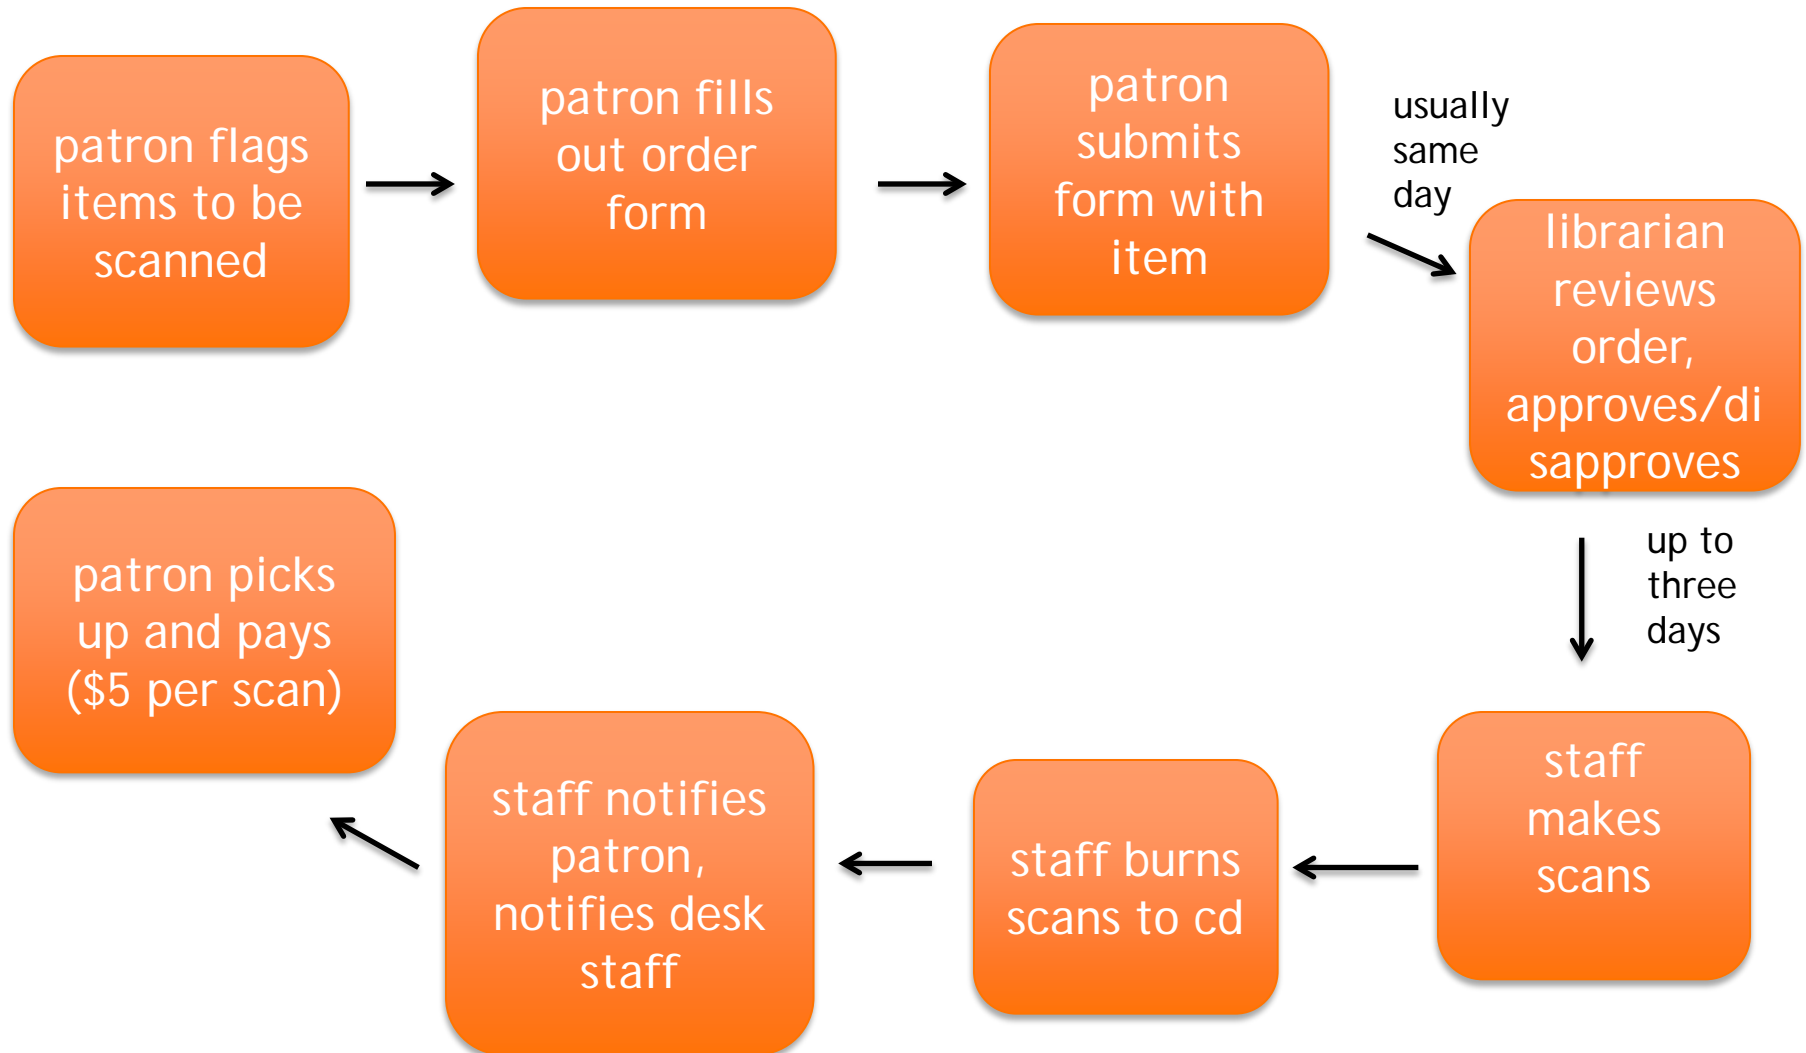 patron flags
items to be
scanned
patron fills
out order
form
patron
submits
form with
item
usually
same
day
librarian
reviews
order,
approves/di
sapproves
up to
three
days
staff
makes
scans
staff burns
scans to cd
staff notifies
patron,
notifies desk
staff
patron picks
up and pays
($5 per scan)